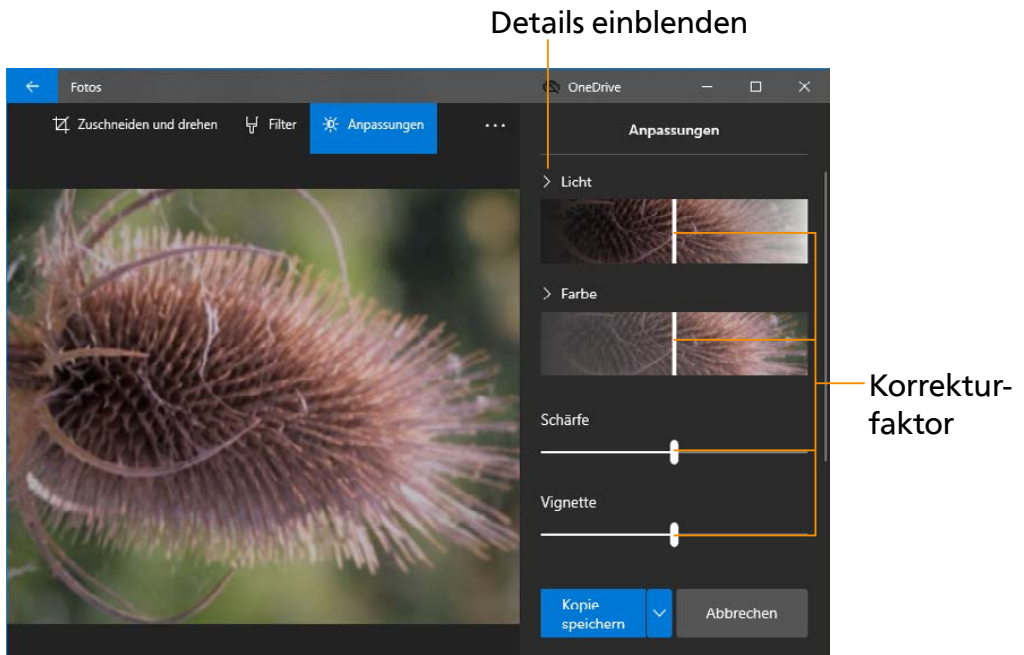 Details einblenden
Fotos
OneDrive
Zuschneiden und drehen
Filter
Anpassungen
Anpassungen
Licht
Farbe
Korrektur-
faktor
Schärfe
Vignette
Kopie
speichern
Abbrechen